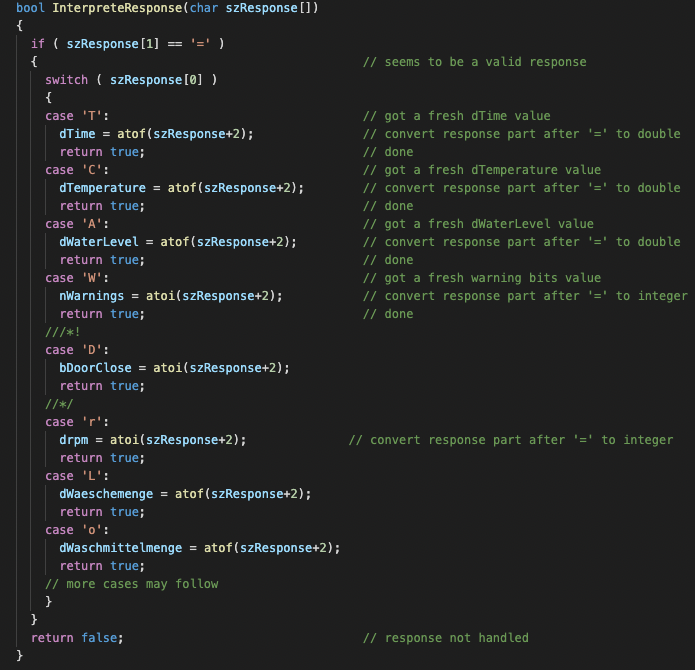 bool InterpreteResponse(char szResponse[])
{
  if ( szResponse[1] == '=' )
  {                                             // seems to be a valid response
    switch ( szResponse[0] )
    {
    case 'T':                                   // got a fresh dTime value
      dTime = atof(szResponse+2);               // convert response part after '=' to double
      return true;                              // done
    case 'C':                                   // got a fresh dTemperature value
      dTemperature = atof(szResponse+2);        // convert response part after '=' to double
      return true;                              // done
    case 'A':                                   // got a fresh dWaterLevel value
      dWaterLevel = atof(szResponse+2);         // convert response part after '=' to double
      return true;                              // done
    case 'W':                                   // got a fresh warning bits value
      nWarnings = atoi(szResponse+2);           // convert response part after '=' to integer
      return true;                              // done
    ///*!
    case 'D':
      bDoorClose = atoi(szResponse+2);
      return true;
    //*/
    case 'r':
      drpm = atoi(szResponse+2);              // convert response part after '=' to integer
      return true;
    case 'L':
      dWaeschemenge = atof(szResponse+2);
      return true;
    case 'o':
      dWaschmittelmenge = atof(szResponse+2);
      return true;
    // more cases may follow
    }
  }
  return false;                                 // response not handled
}